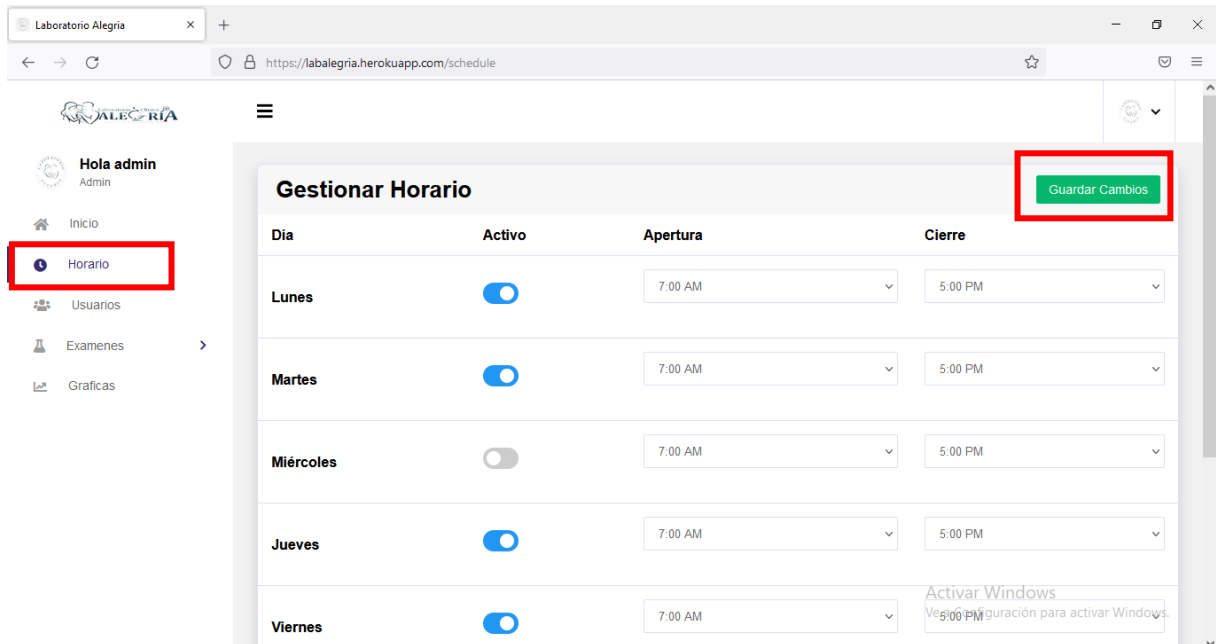 Laboratorio Alegria
https://labalegria.herokuapp.com/schedule
ALEGRÍA
Hola admin
Admin
Inicio
Horario
Usuarios
Examenes
Graficas
Gestionar Horario
Guardar Cambios
Dia Activo Apertura Cierre
Lunes 7:00 AM 5:00 PM
Martes 7:00 AM 5:00 PM
Miércoles 7:00 AM 5:00 PM
Jueves 7:00 AM 5:00 PM
Viernes 7:00 AM 5:00 PM
Activar Windows
Ve a Configuración para activar Windows.